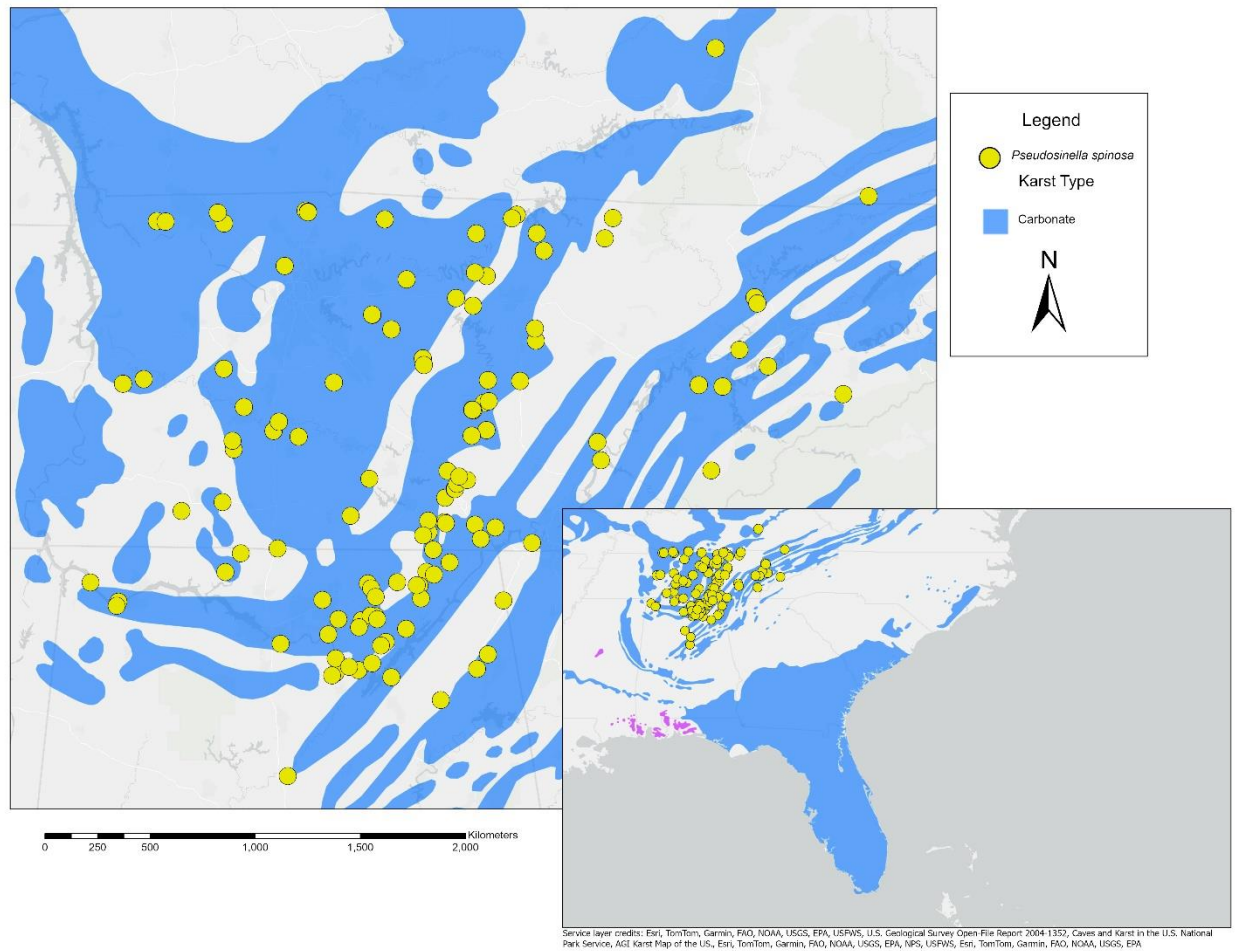 Legend
Pseudosinella spinosa
Karst Type
Carbonate
N
Kilometers
0 250 500 1,000 1,500 2,000
Service layer credits: Esri, TomTom, Garmin, FAO, NOAA, USGS, EPA, USFWS, U.S. Geological Survey Open-File Report 2004-1352, Caves and Karst in the U.S. National
Park Service, AGI Karst Map of the US., Esri, TomTom, Garmin, FAO, NOAA, USGS, EPA, NPS, USFWS, Esri, TomTom, Garmin, FAO, NOAA, USGS, EPA